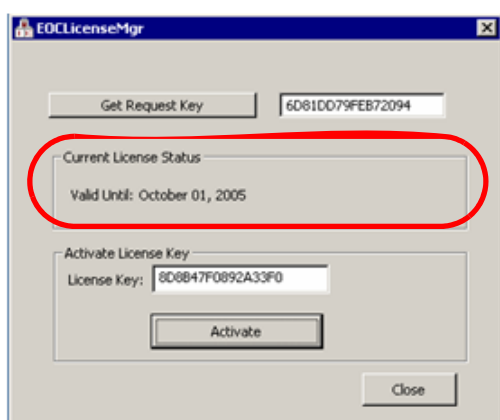 EOCLicenseMgr
Get Request Key 6D81DD79FEB72094
Current License Status
Valid Until: October 01, 2005
Activate License Key
License Key: 8D8B47F0892A33F0
Activate
Close